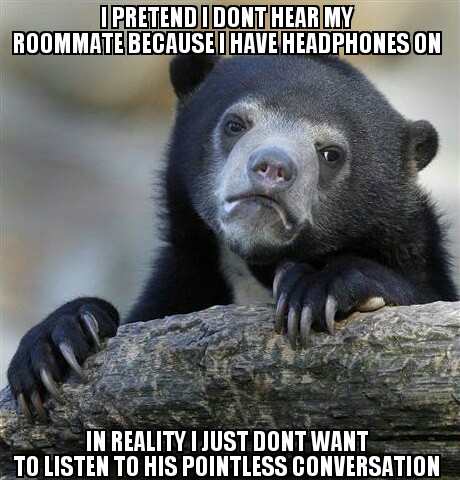 I PRETEND I DONT HEAR MY
ROOMMATE BECAUSE I HAVE HEADPHONES ON
IN REALITY I JUST DONT WANT
TO LISTEN TO HIS POINTLESS CONVERSATION